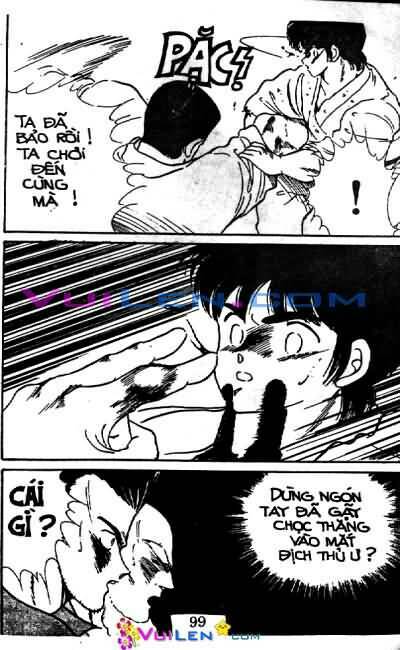 PẶC!!
TA ĐÃ
BẢO RỒI!
TA CHƠI
ĐẾN
CÙNG
MÀ!
!
VUILEN.COM
CÁI
GÌ?
DÙNG NGÓN
TAY ĐÃ GÃY
CHỌC THẲNG
VÀO MẮT
ĐỊCH THỦ Ư?
99
VUILEN